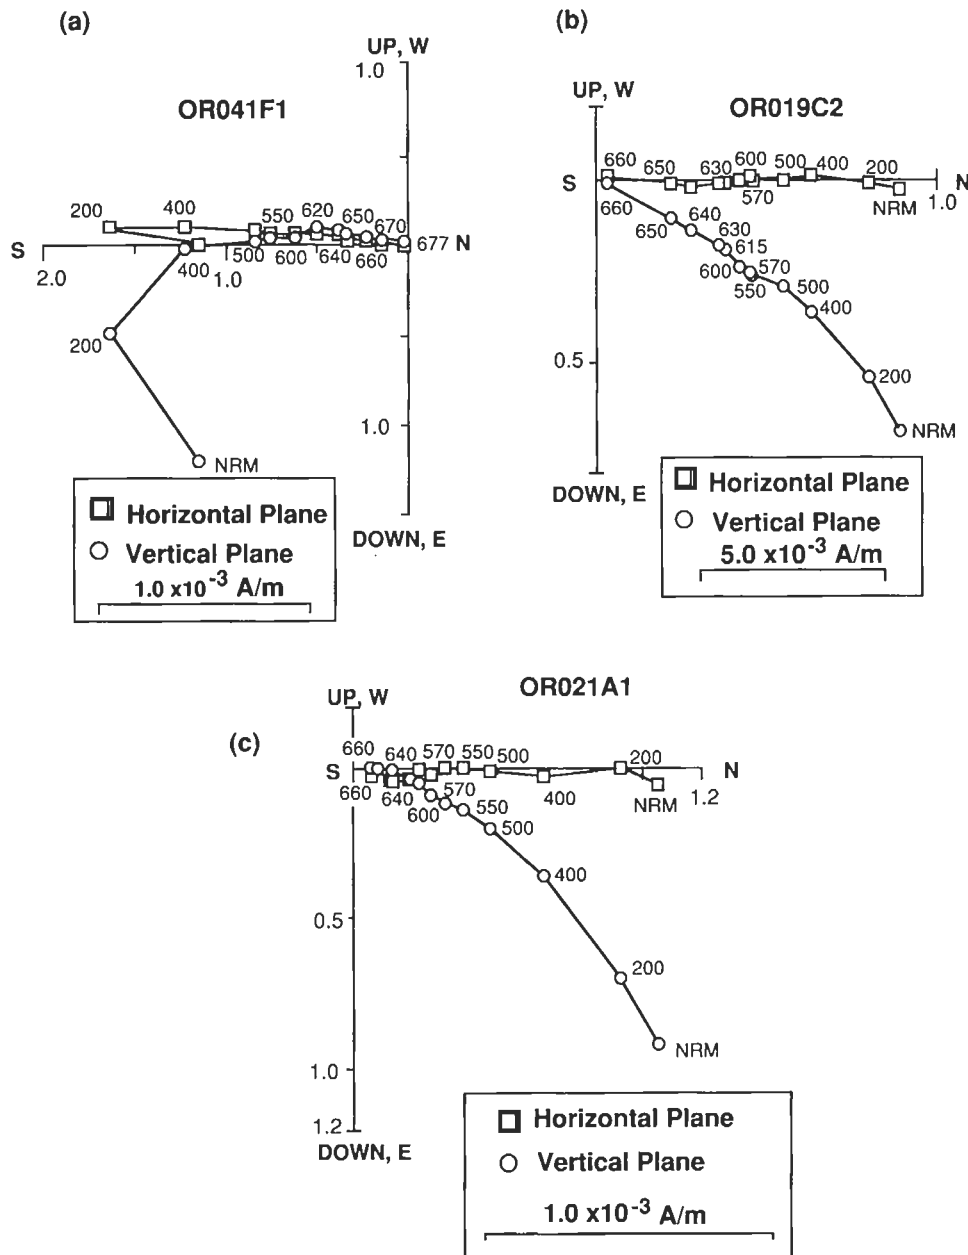 (a)
UP, W
1.0
OR041F1
200
400
550
620
650
670
S
N
2.0
400
1.0
500
600
640
660
677
200
1.0
NRM
DOWN, E
Horizontal Plane
Vertical Plane
1.0 x10⁻³ A/m
(b)
UP, W
OR019C2
660
650
630
600
500
400
200
S
N
660
570
NRM
1.0
650
640
630
615
600
570
550
500
400
0.5
200
NRM
DOWN, E
Horizontal Plane
Vertical Plane
5.0 x10⁻³ A/m
OR021A1
UP, W
(c)
660
640
570
550
500
200
S
N
660
640
600
570
550
500
400
NRM
1.2
400
0.5
200
NRM
1.0
1.2
DOWN, E
Horizontal Plane
Vertical Plane
1.0 x10⁻³ A/m